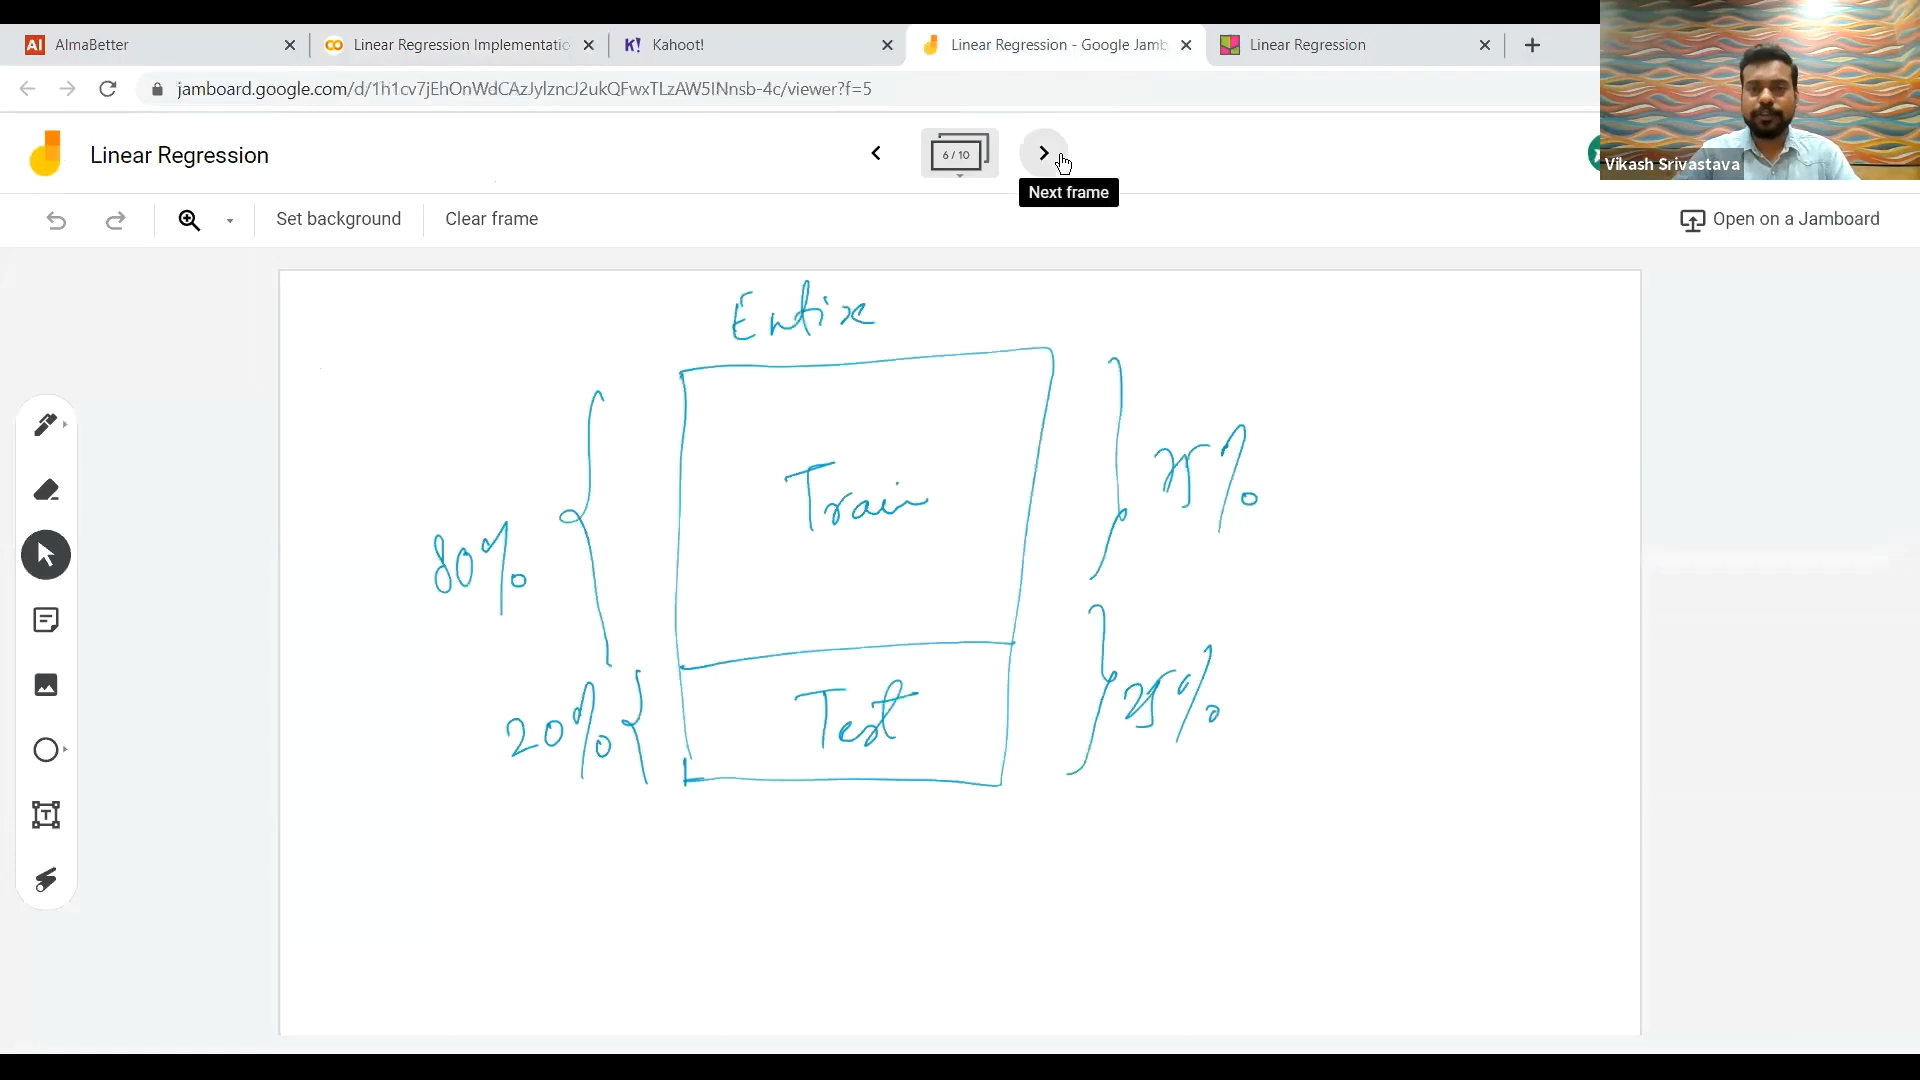 AlmaBetter
Linear Regression Implementatio
Kahoot!
Linear Regression - Google Jamb
Linear Regression
jamboard.google.com/d/1h1cv7jEhOnWdCAzJylzncJ2ukQFwxTLzAW5INnsb-4c/viewer?f=5
Linear Regression
6 / 10
Next frame
Vikash Srivastava
Set background
Clear frame
Open on a Jamboard
Entire
Train
75%
80%
Test
25%
20%